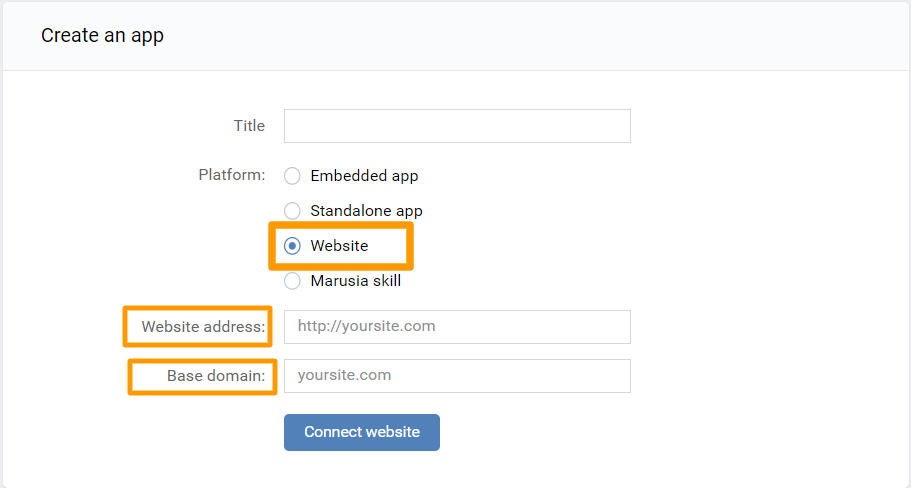 Create an app
Title
Platform:
Embedded app
Standalone app
Website
Marusia skill
Website address:
http://yoursite.com
Base domain:
yoursite.com
Connect website